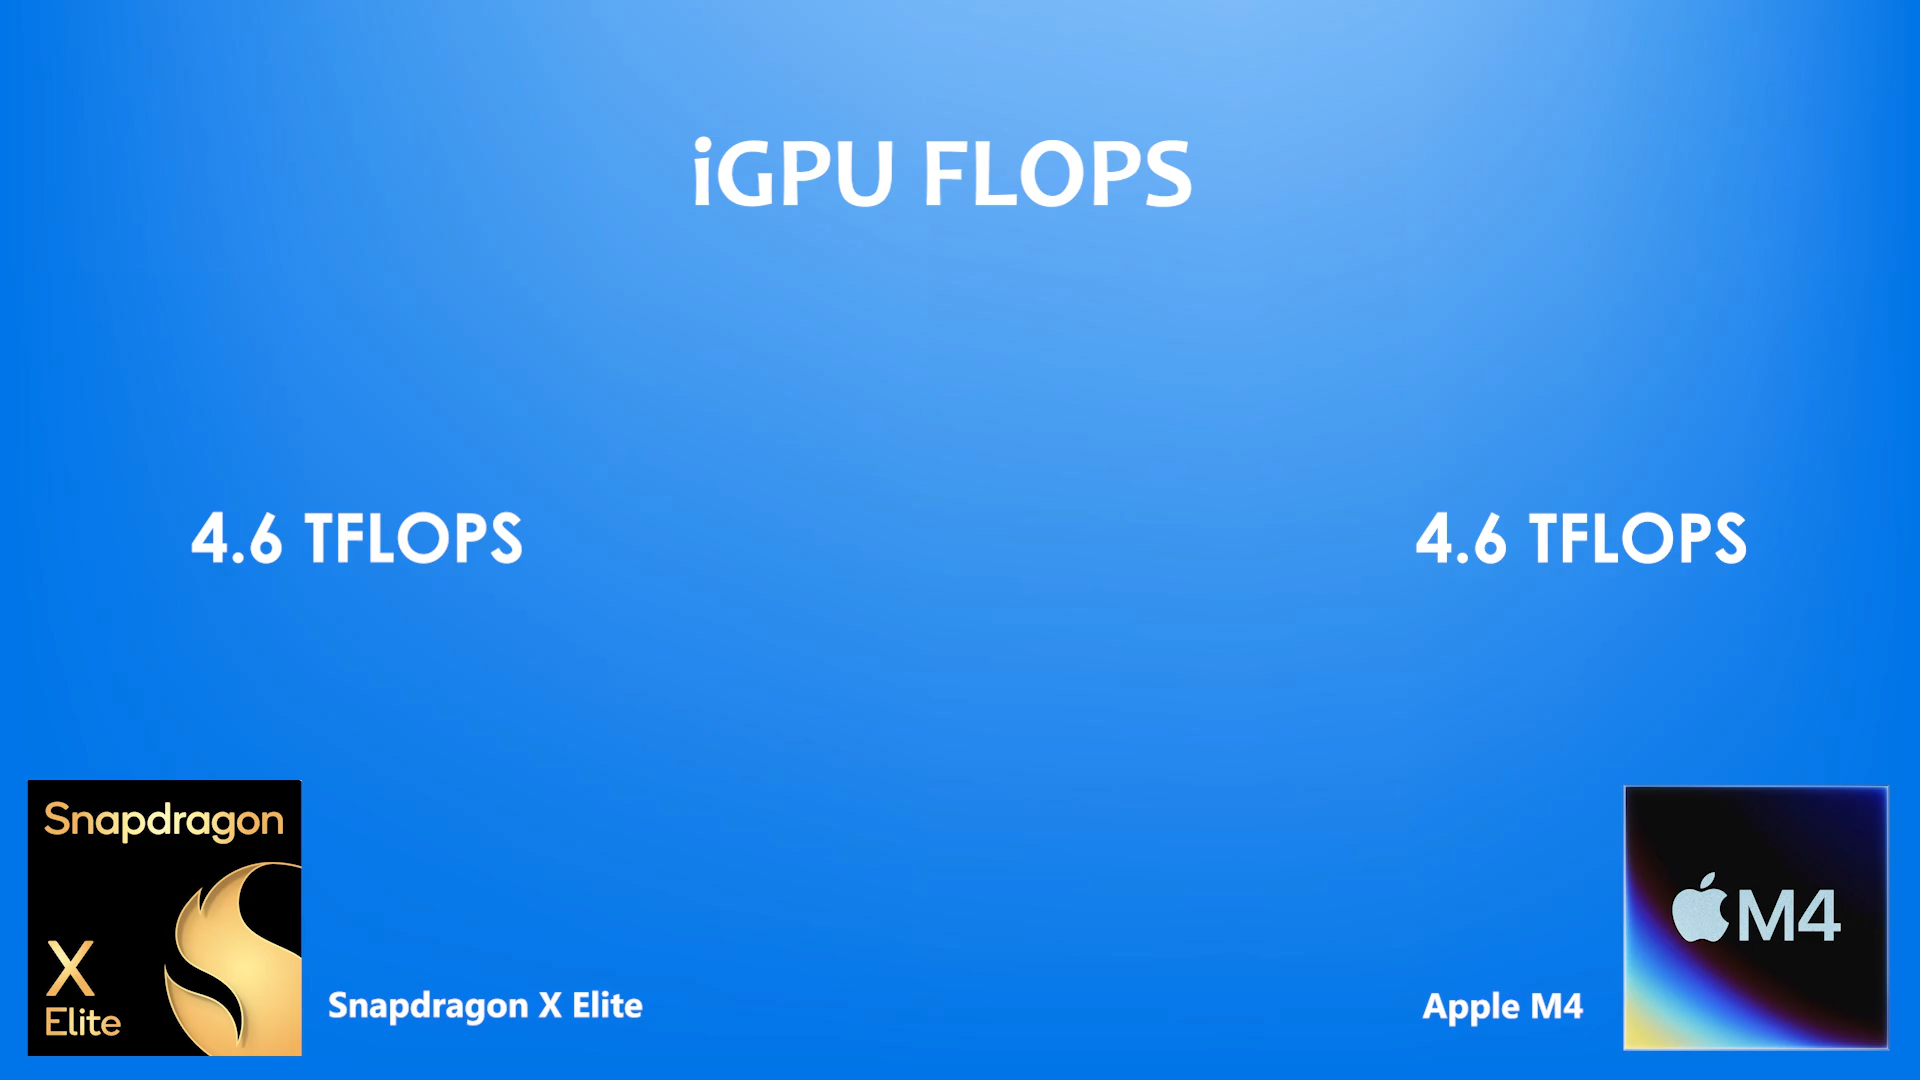 iGPU FLOPS
4.6 TFLOPS
4.6 TFLOPS
Snapdragon
X
Elite
Snapdragon X Elite
Apple M4
M4